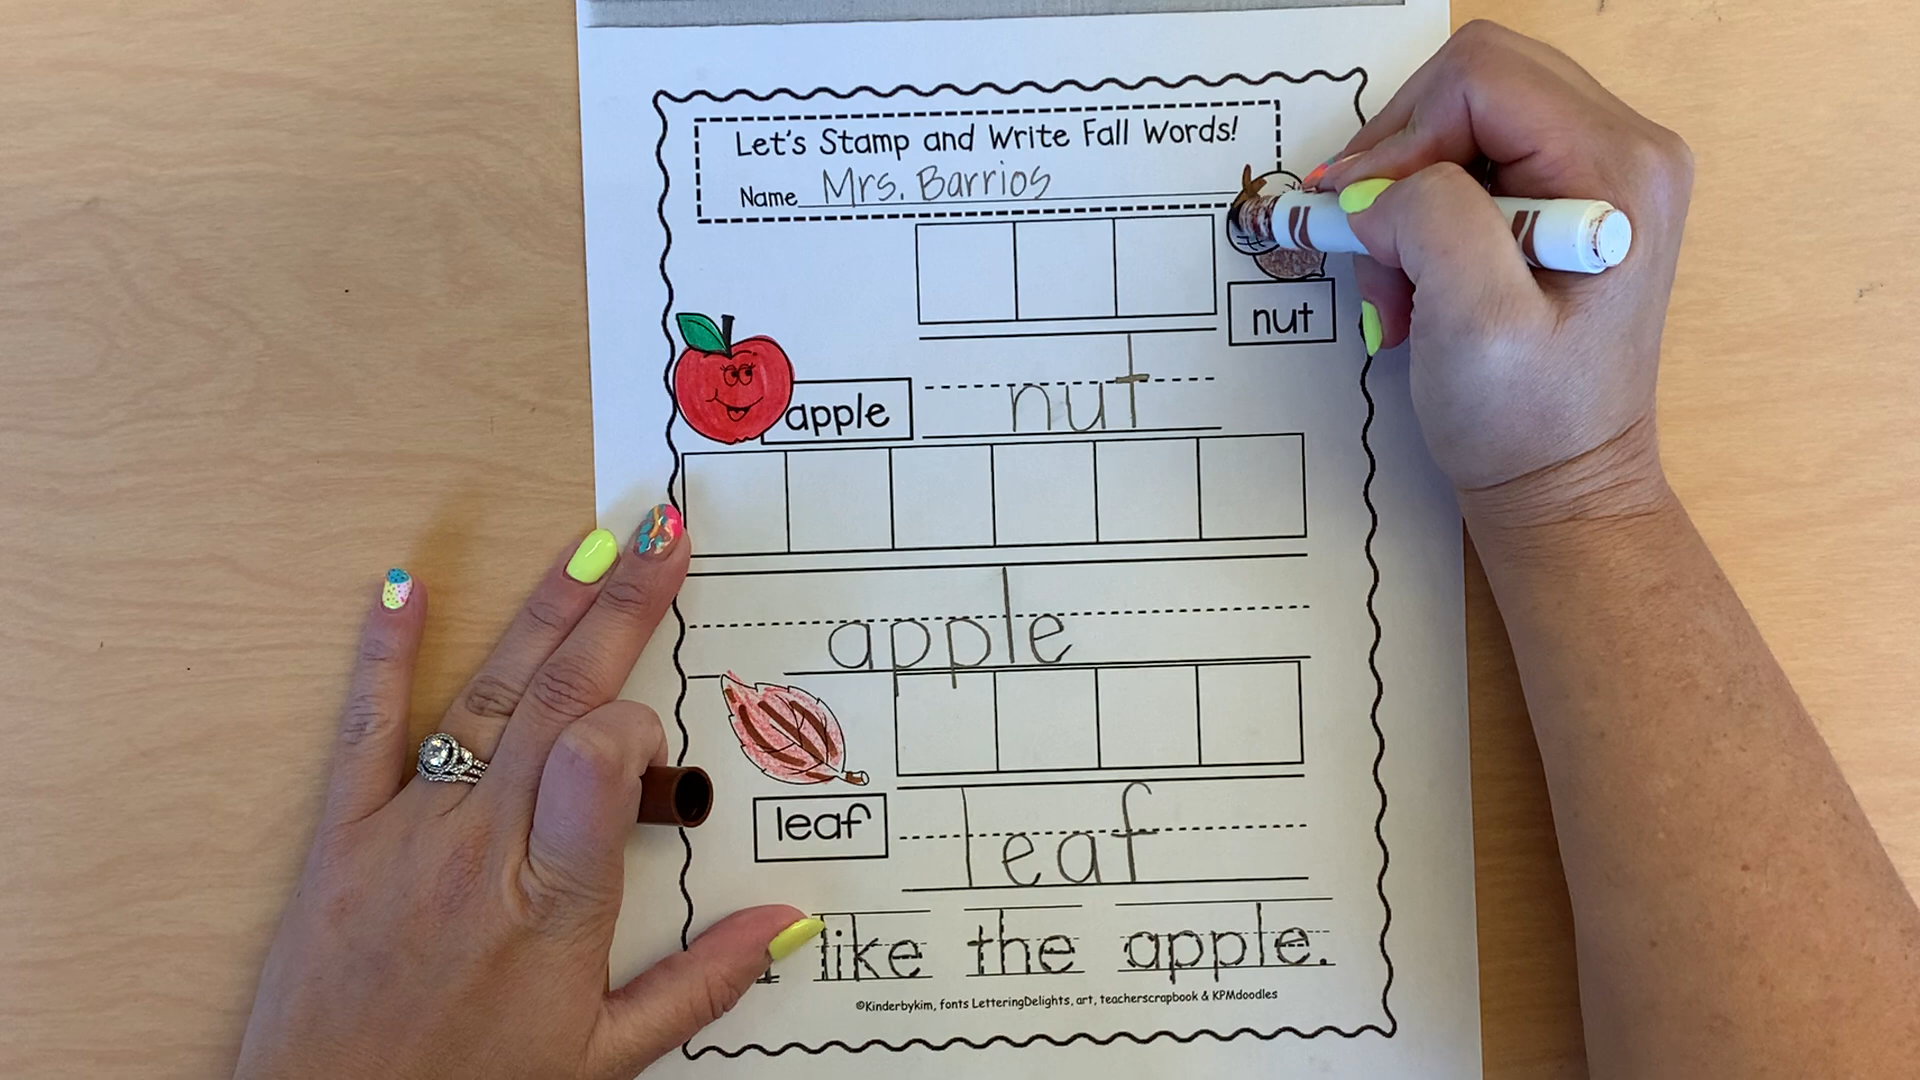 Let's Stamp and Write Fall Words!
Name Mrs. Barrios
nut
apple
nut
apple
leaf
leaf
like the apple.
©Kinderbykim, fonts LetteringDelights, art, teacherscrapbook & KPMdoodles